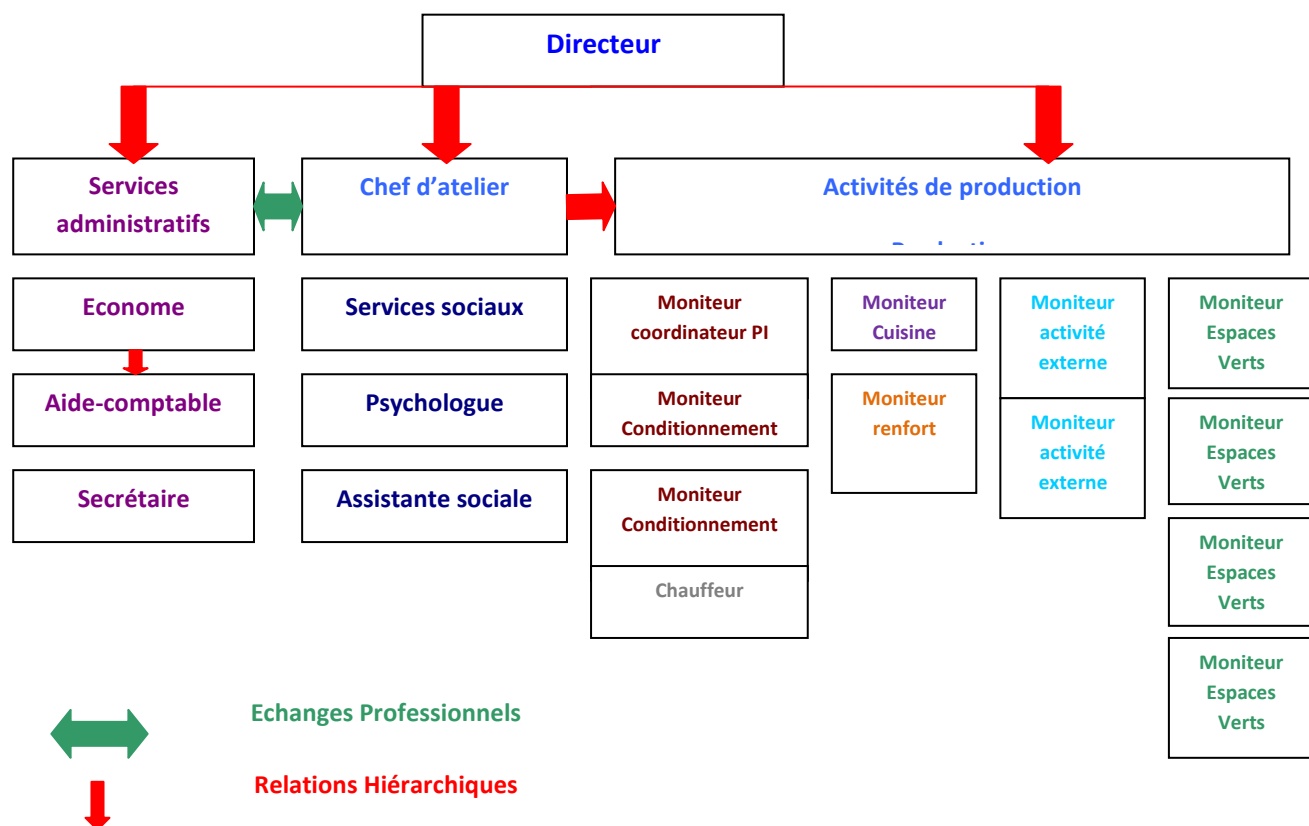 Directeur
Services
administratifs
Chef d’atelier
Activités de production
Econome
Aide-comptable
Secrétaire
Services sociaux
Psychologue
Assistante sociale
Moniteur
coordinateur PI
Moniteur
Conditionnement
Moniteur
Conditionnement
Chauffeur
Moniteur
Cuisine
Moniteur
renfort
Moniteur
activité
externe
Moniteur
activité
externe
Moniteur
Espaces
Verts
Moniteur
Espaces
Verts
Moniteur
Espaces
Verts
Moniteur
Espaces
Verts
Echanges Professionnels
Relations Hiérarchiques